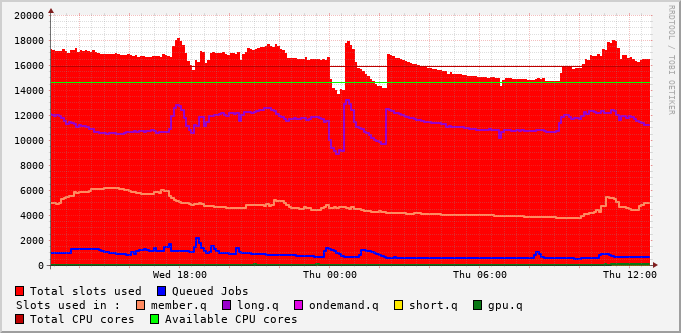 20000
18000
16000
14000
12000
10000
8000
6000
4000
2000
0
Wed 18:00 Thu 00:00 Thu 06:00 Thu 12:00
RRDTOOL / TOBI OETIKER
Total slots used Queued Jobs
Slots used in : member.q long.q ondemand.q short.q gpu.q
Total CPU cores Available CPU cores